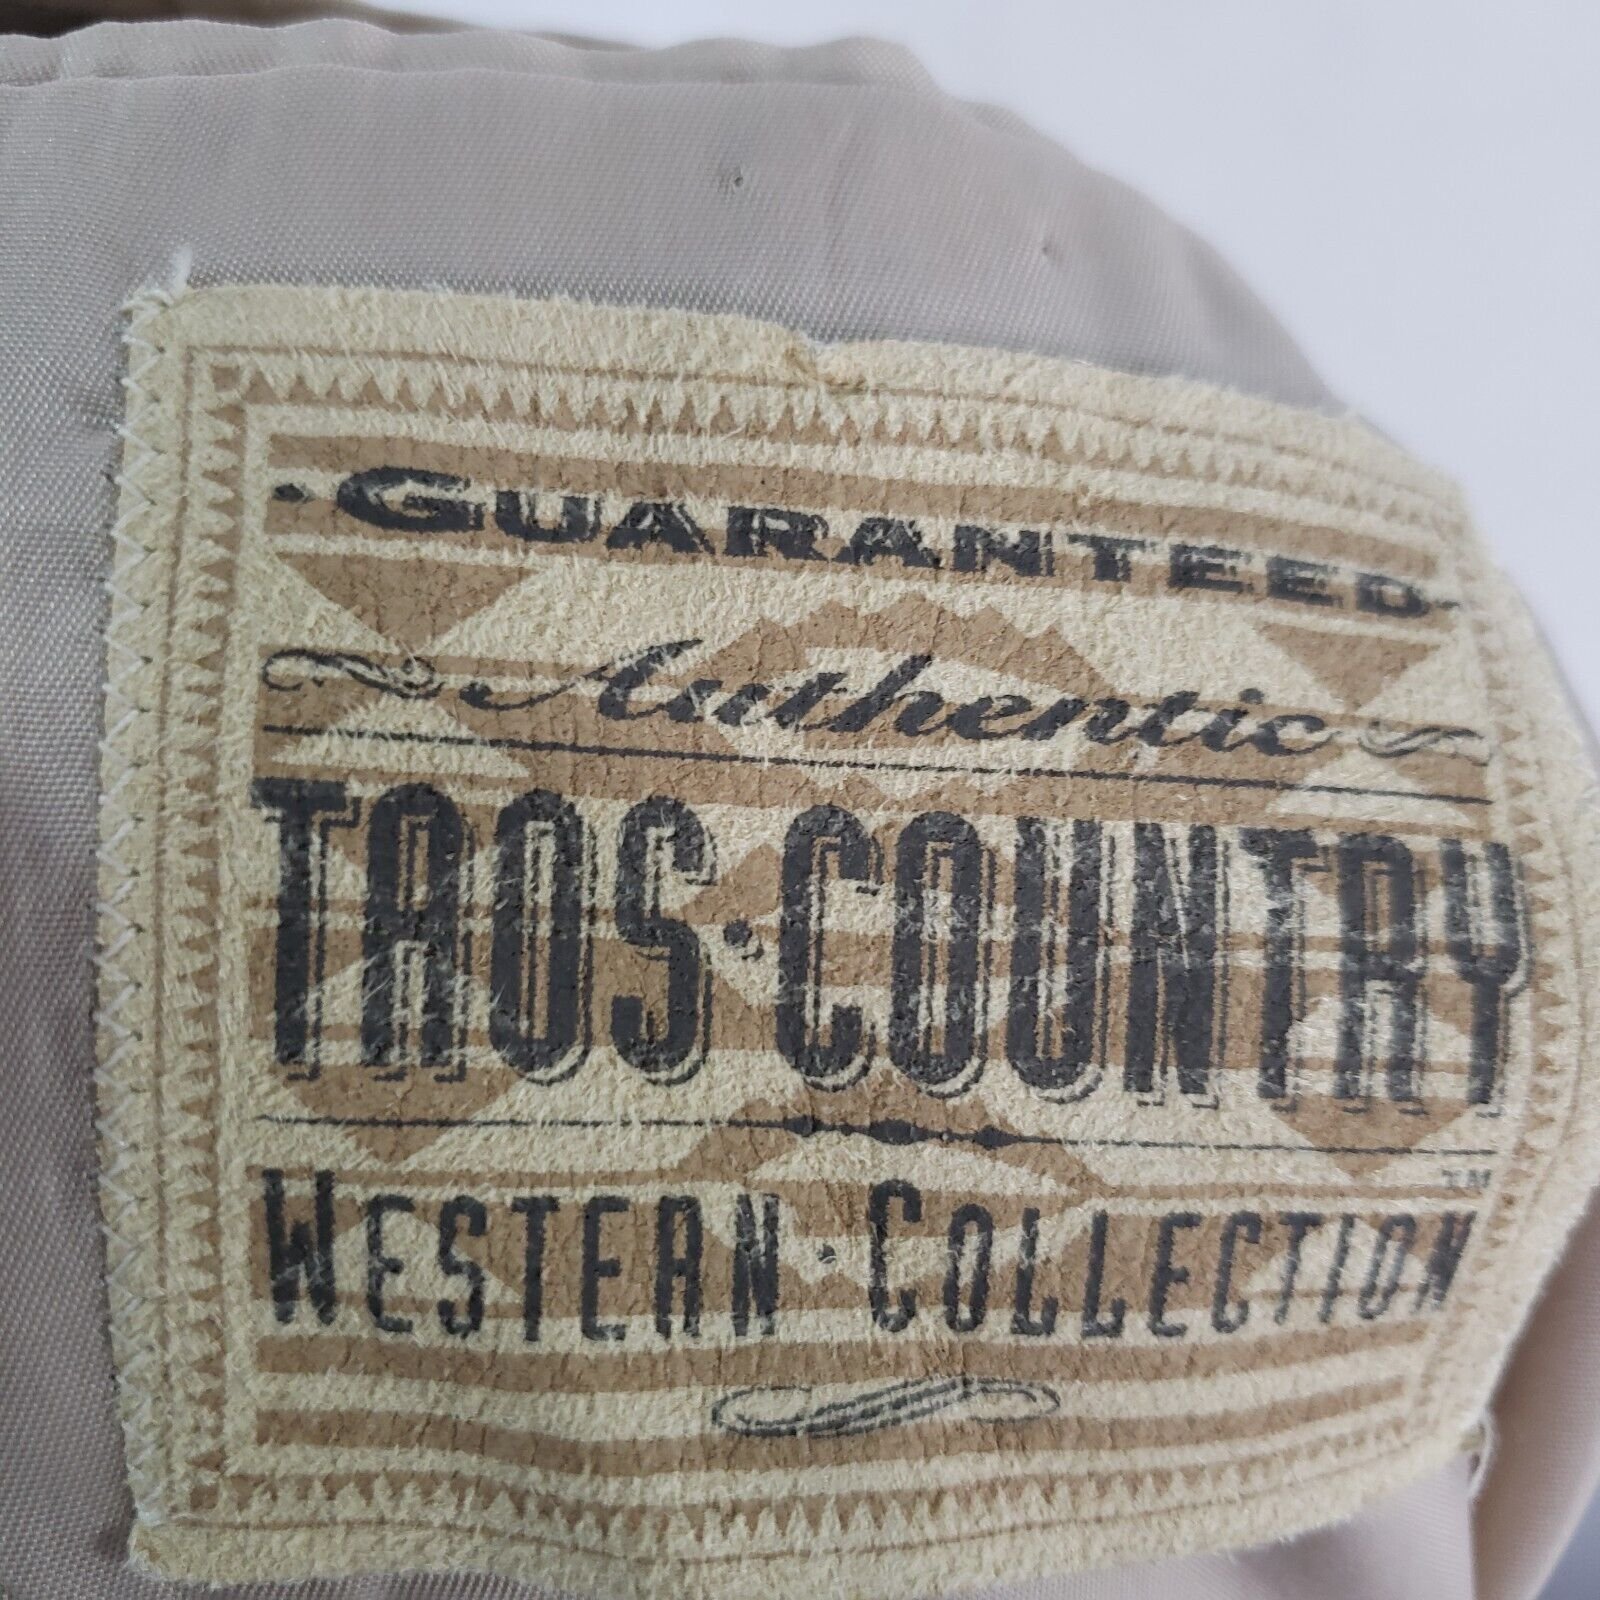 · GUARANTEED ·
Authentic
TAOS · COUNTRY
TM
WESTERN · COLLECTION